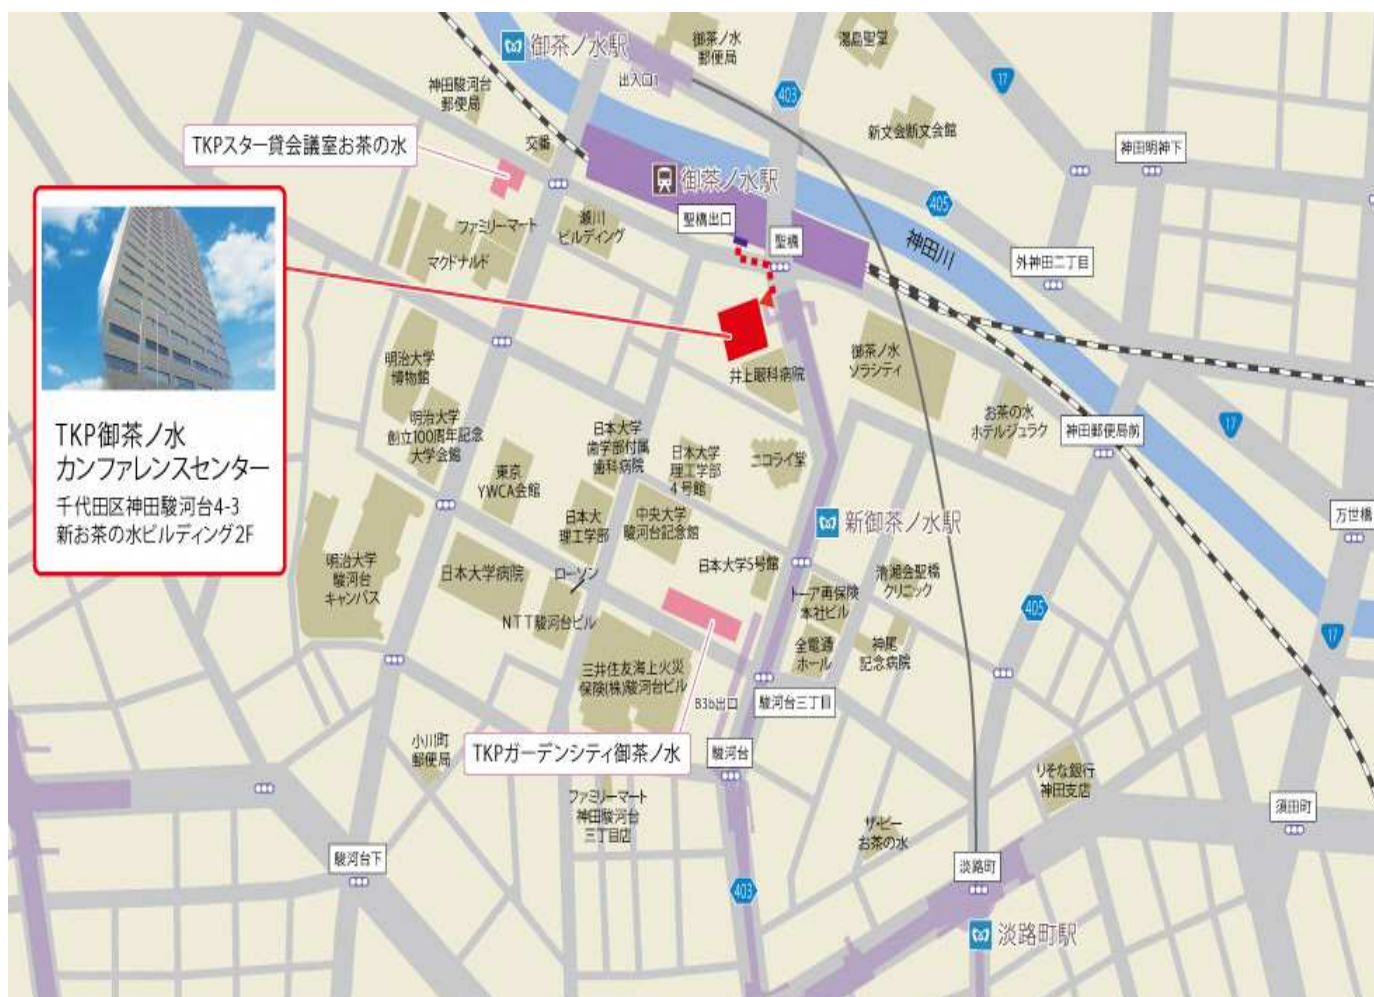 御茶ノ水駅
御茶ノ水
郵便局
湯島聖堂
出入口1
17
403
神田駿河台
郵便局
新文会館文会館
神田明神下
TKPスター貸会議室お茶の水
交番
御茶ノ水駅
405
聖橋出口
瀬川
ビルディング
ファミリーマート
聖橋
神田川
外神田二丁目
マクドナルド
明治大学
博物館
御茶ノ水
ソラシティ
井上眼科病院
TKP御茶ノ水
カンファレンスセンター
千代田区神田駿河台4-3
新お茶の水ビルディング2F
明治大学
創立100周年記念
大学会館
日本大学
歯学部付属
歯科病院
お茶の水
ホテルジュラク
神田郵便局前
17
日本大学
理工学部
4号館
ニコライ堂
東京
YWCA会館
日本大
理工学部
中央大学
駿河台記念館
新御茶ノ水駅
万世橋
明治大学
駿河台
キャンパス
日本大学病院
ローソン
日本大学5号館
トーア再保険
本社ビル
清湘会聖橋
クリニック
405
17
NTT駿河台ビル
全電通
ホール
神尾
記念病院
三井住友海上火災
保険(株)駿河台ビル
B3b出口
駿河台三丁目
小川町
郵便局
TKPガーデンシティ御茶ノ水
駿河台
りそな銀行
神田支店
ファミリーマート
神田駿河台
三丁目店
ザ・ビー
お茶の水
須田町
駿河台下
淡路町
403
淡路町駅